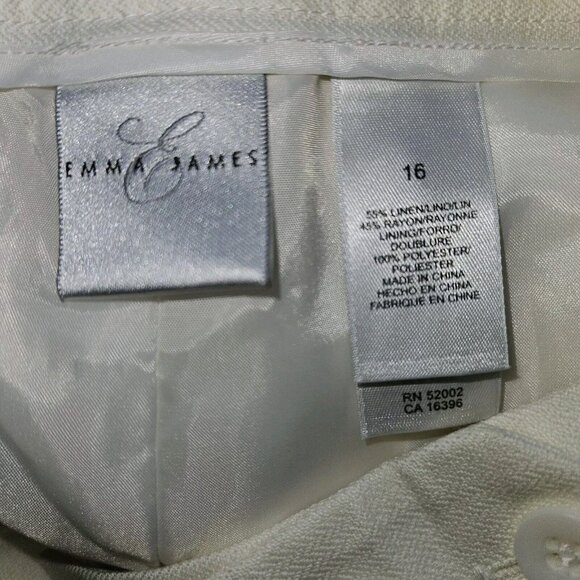 EMMA JAMES
E
16
55% LINEN/LINO/LIN
45% RAYON/RAYONNE
LINING/FORRO/
DOUBLURE
100% POLYESTER/
POLIESTER
MADE IN CHINA
HECHO EN CHINA
FABRIQUE EN CHINE
RN 52002
CA 16396